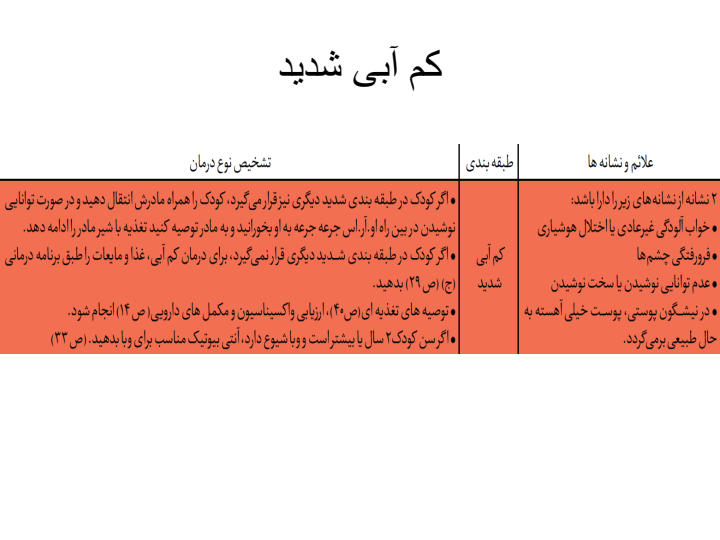 کم آبی شدید
علائم و نشانه ها
طبقه بندی
تشخیص نوع درمان
۲ نشانه از نشانه‌های زیر را دارا باشد:
• خواب آلودگی غیرعادی یا اختلال هوشیاری
• فرورفتگی چشم‌ها
• عدم توانایی نوشیدن یا سخت نوشیدن
• در نیشگون پوستی، پوست خیلی آهسته به
حال طبیعی برمی‌گردد.
کم آبی
شدید
• اگر کودک در طبقه بندی شدید دیگری نیز قرار می‌گیرد، کودک را همراه مادرش انتقال دهید و در صورت توانایی
نوشیدن در بین راه او.آر.اس جرعه جرعه به او بخورانید و به مادر توصیه کنید تغذیه با شیر مادر را ادامه دهد.
• اگر کودک در طبقه بندی شدید دیگری قرار نمی‌گیرد، برای درمان کم آبی، غذا و مایعات را طبق برنامه درمانی
(ج) (ص ۲۹) بدهید.
• توصیه های تغذیه ای(ص۴۰)، ارزیابی واکسیناسیون و مکمل های دارویی( ص ۱۴) انجام شود.
• اگر سن کودک ۲ سال یا بیشتر است و وبا شیوع دارد، آنتی بیوتیک مناسب برای وبا بدهید. (ص ۳۳)